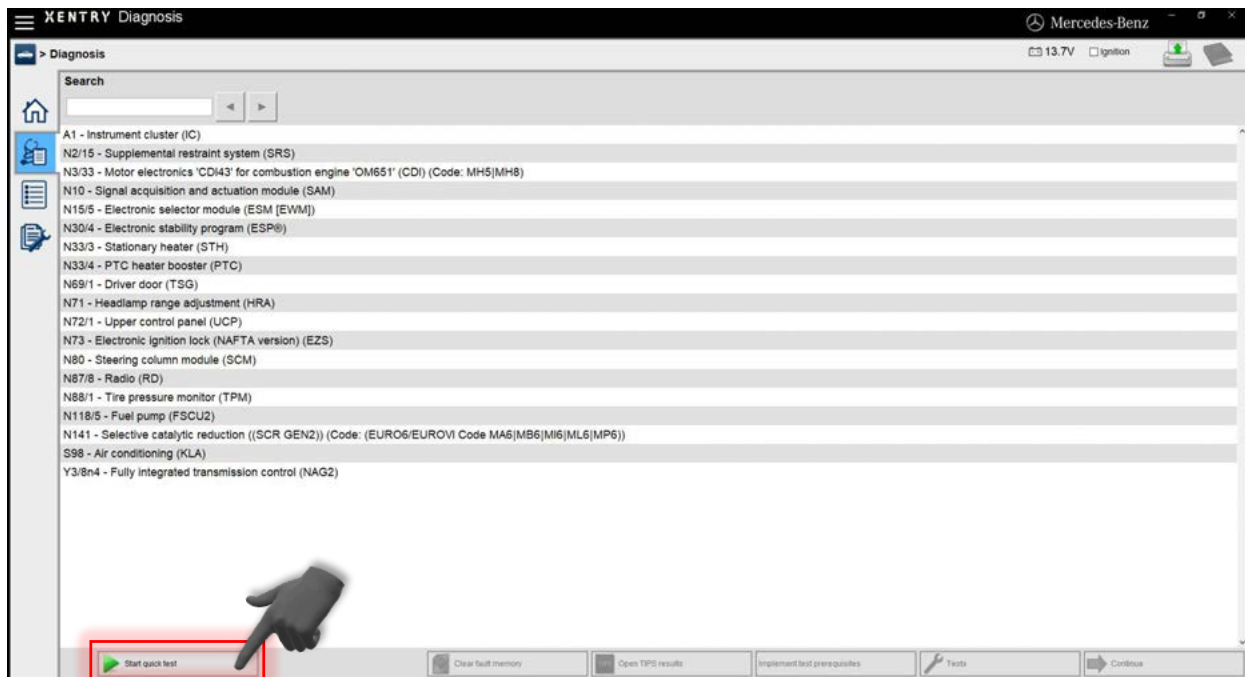 XENTRY Diagnosis
Mercedes-Benz
> Diagnosis
13.7V Ignition
Search
A1 - Instrument cluster (IC)
N2/15 - Supplemental restraint system (SRS)
N3/33 - Motor electronics 'CDI43' for combustion engine 'OM651' (CDI) (Code: MH5|MH8)
N10 - Signal acquisition and actuation module (SAM)
N15/5 - Electronic selector module (ESM [EWM])
N30/4 - Electronic stability program (ESP®)
N33/3 - Stationary heater (STH)
N33/4 - PTC heater booster (PTC)
N69/1 - Driver door (TSG)
N71 - Headlamp range adjustment (HRA)
N72/1 - Upper control panel (UCP)
N73 - Electronic ignition lock (NAFTA version) (EZS)
N80 - Steering column module (SCM)
N87/8 - Radio (RD)
N88/1 - Tire pressure monitor (TPM)
N118/5 - Fuel pump (FSCU2)
N141 - Selective catalytic reduction ((SCR GEN2)) (Code: (EURO6/EUROVI Code MA6|MB6|MI6|ML6|MP6))
S98 - Air conditioning (KLA)
Y3/8n4 - Fully integrated transmission control (NAG2)
Start quick test Clear fault memory Open TIPS results Implement test prerequisites Tests Continue